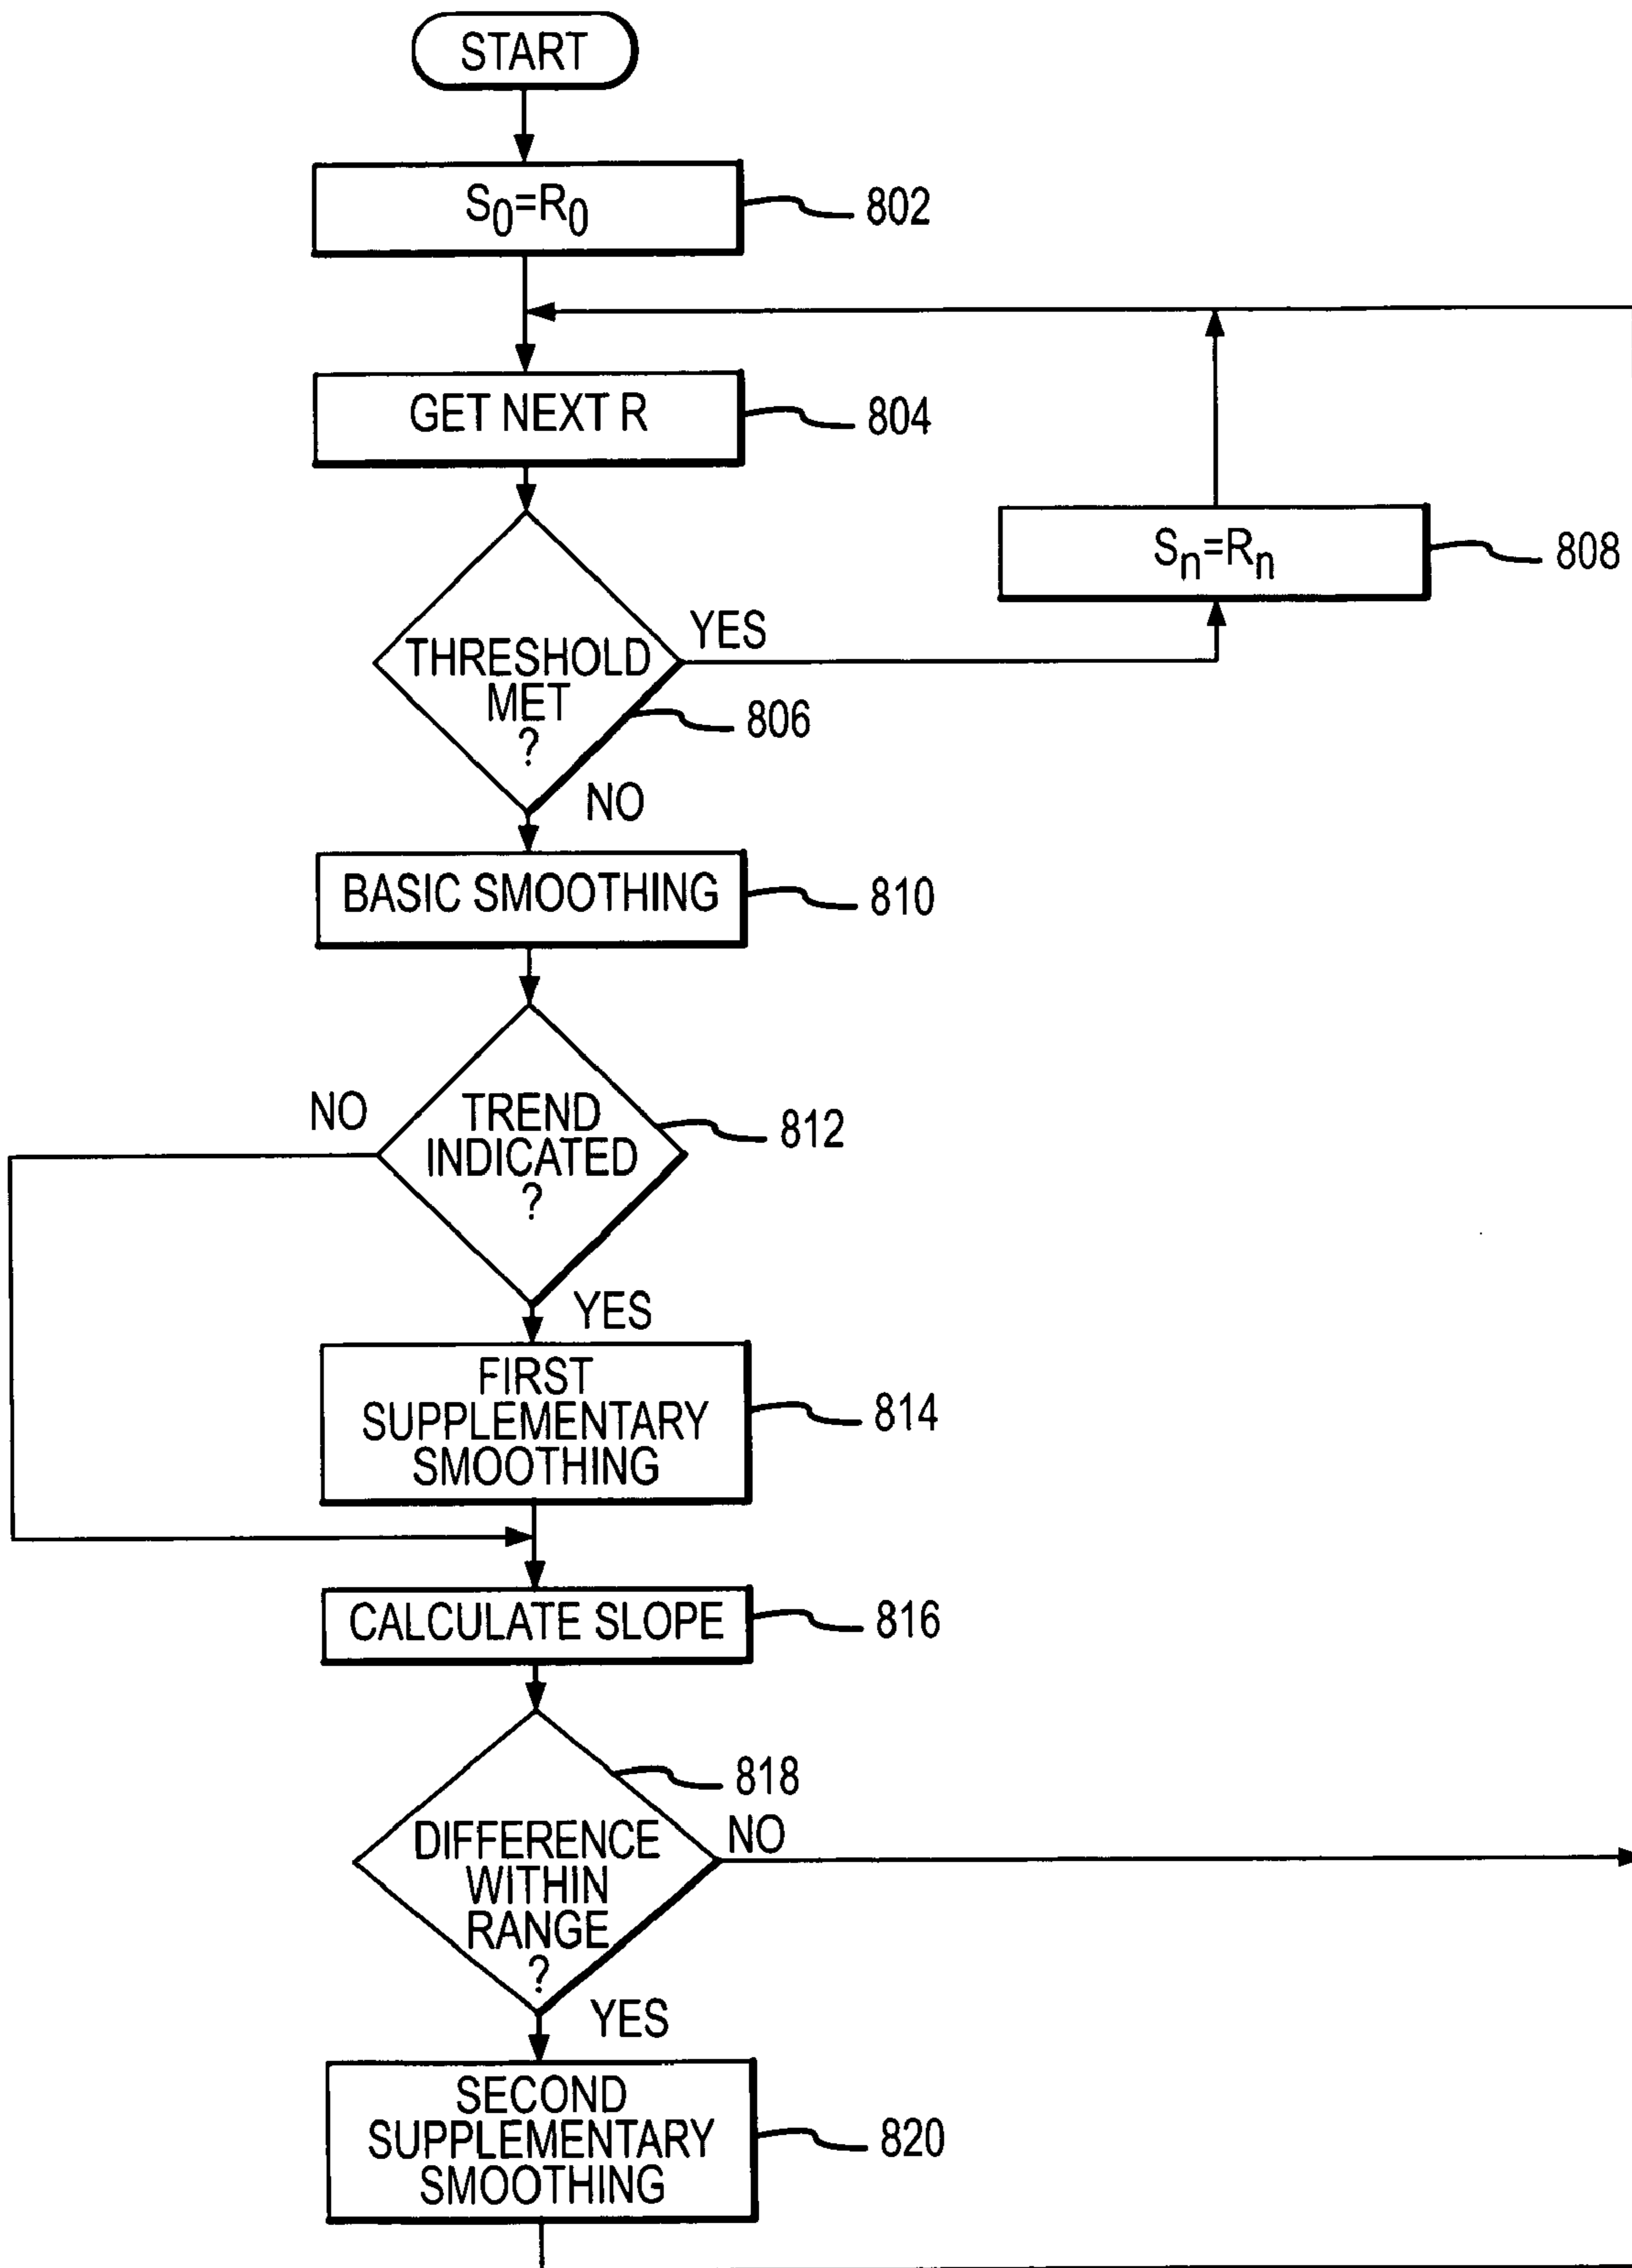 START
S0=R0
802
GET NEXT R
804
Sn=Rn
808
YES
THRESHOLD
MET
?
806
NO
BASIC SMOOTHING
810
NO
TREND
INDICATED
?
812
YES
FIRST
SUPPLEMENTARY
SMOOTHING
814
CALCULATE SLOPE
816
818
DIFFERENCE
WITHIN
RANGE
?
NO
YES
SECOND
SUPPLEMENTARY
SMOOTHING
820